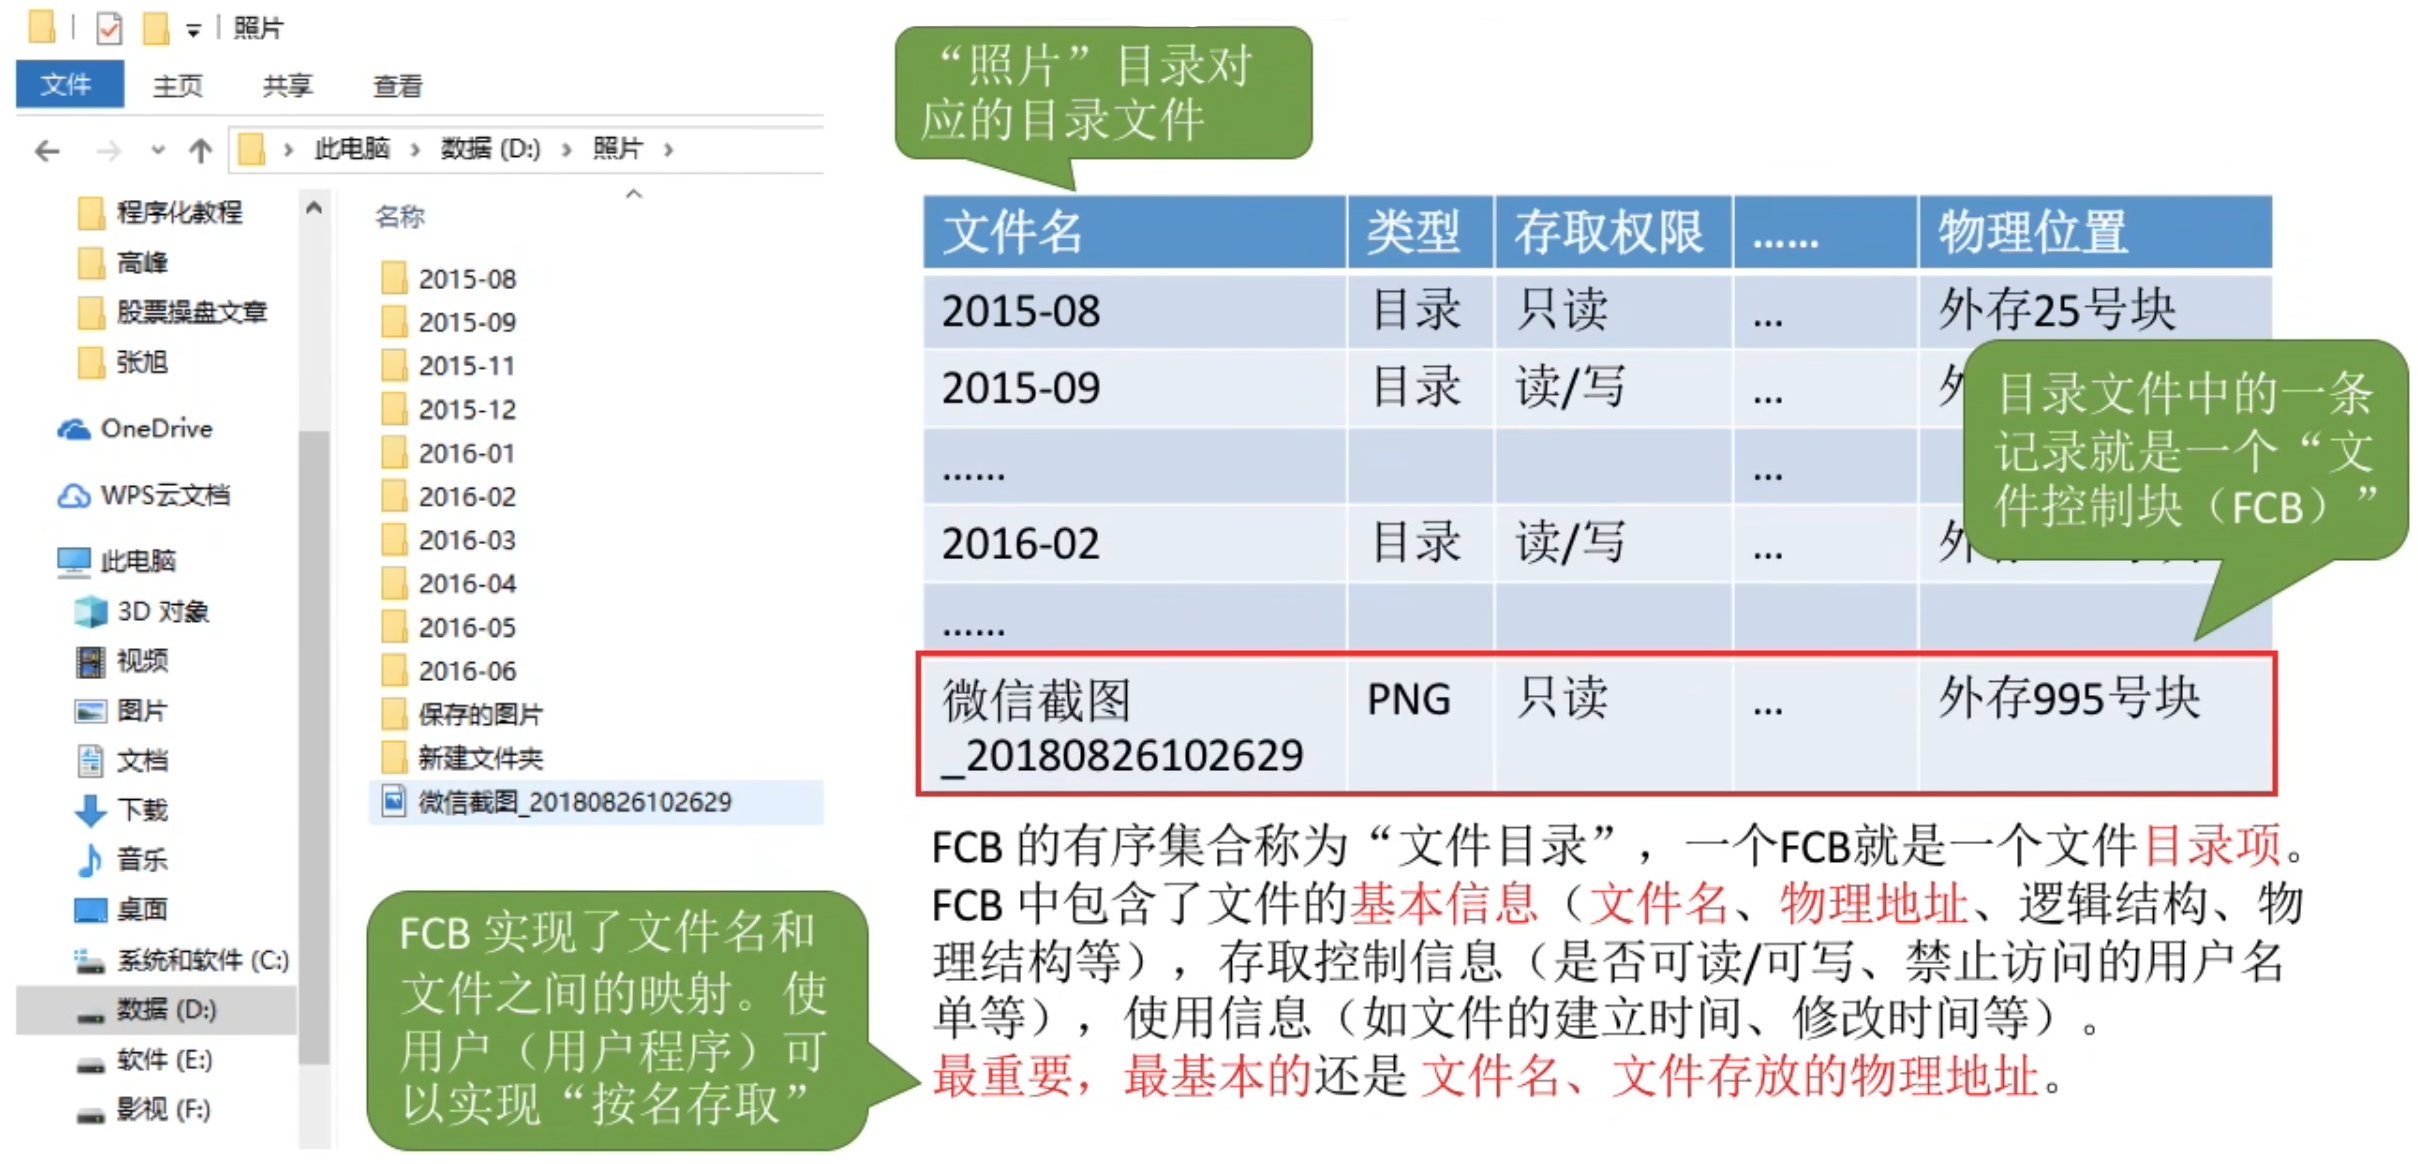 照片
文件 主页 共享 查看
此电脑 › 数据 (D:) › 照片 ›
程序化教程
高峰
股票操盘文章
张旭
OneDrive
WPS云文档
此电脑
3D 对象
视频
图片
文档
下载
音乐
桌面
系统和软件 (C:)
数据 (D:)
软件 (E:)
影视 (F:)
名称
2015-08
2015-09
2015-11
2015-12
2016-01
2016-02
2016-03
2016-04
2016-05
2016-06
保存的图片
新建文件夹
微信截图_20180826102629
“照片”目录对
应的目录文件
文件名 类型 存取权限 …… 物理位置
2015-08 目录 只读 … 外存25号块
2015-09 目录 读/写 … 外
…… …
2016-02 目录 读/写 … 外
……
微信截图 PNG 只读 … 外存995号块
_20180826102629
目录文件中的一条
记录就是一个“文
件控制块（FCB）”
FCB 的有序集合称为“文件目录”，一个FCB就是一个文件目录项。
FCB 中包含了文件的基本信息（文件名、物理地址、逻辑结构、物
理结构等），存取控制信息（是否可读/可写、禁止访问的用户名
单等），使用信息（如文件的建立时间、修改时间等）。
最重要，最基本的还是 文件名、文件存放的物理地址。
FCB 实现了文件名和
文件之间的映射。使
用户（用户程序）可
以实现“按名存取”